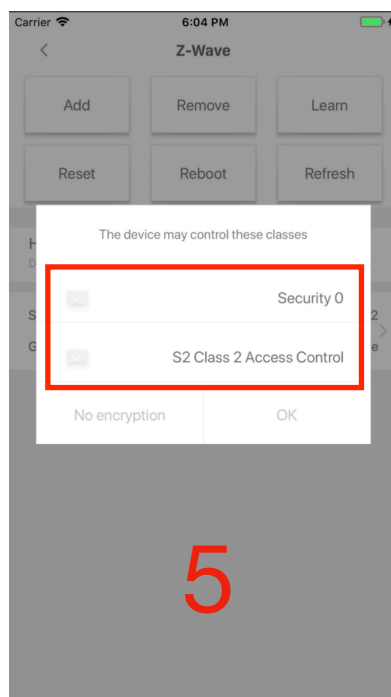 Carrier 6:04 PM
Z-Wave
Add Remove Learn
Reset Reboot Refresh
The device may control these classes
H
D
Security 0
S 2
S2 Class 2 Access Control
G e
No encryption OK
5